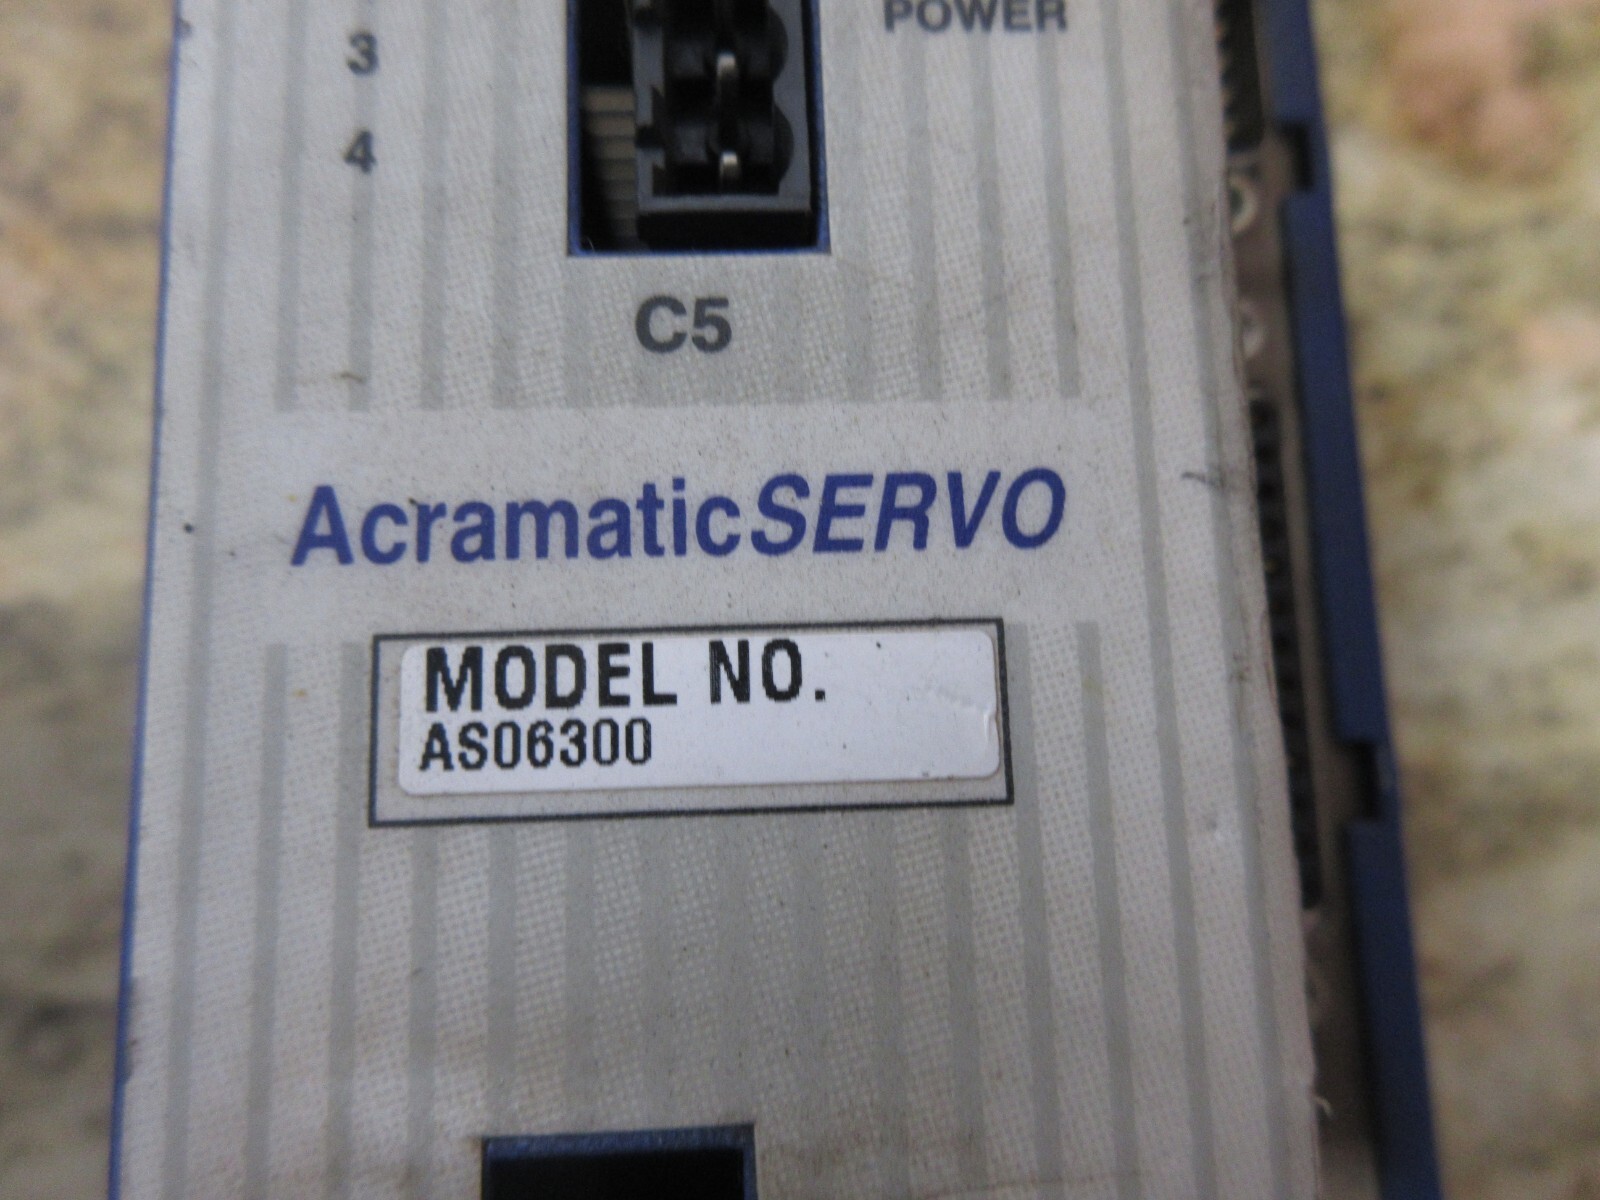 POWER
3
4
C5
AcramaticSERVO
MODEL NO.
AS06300